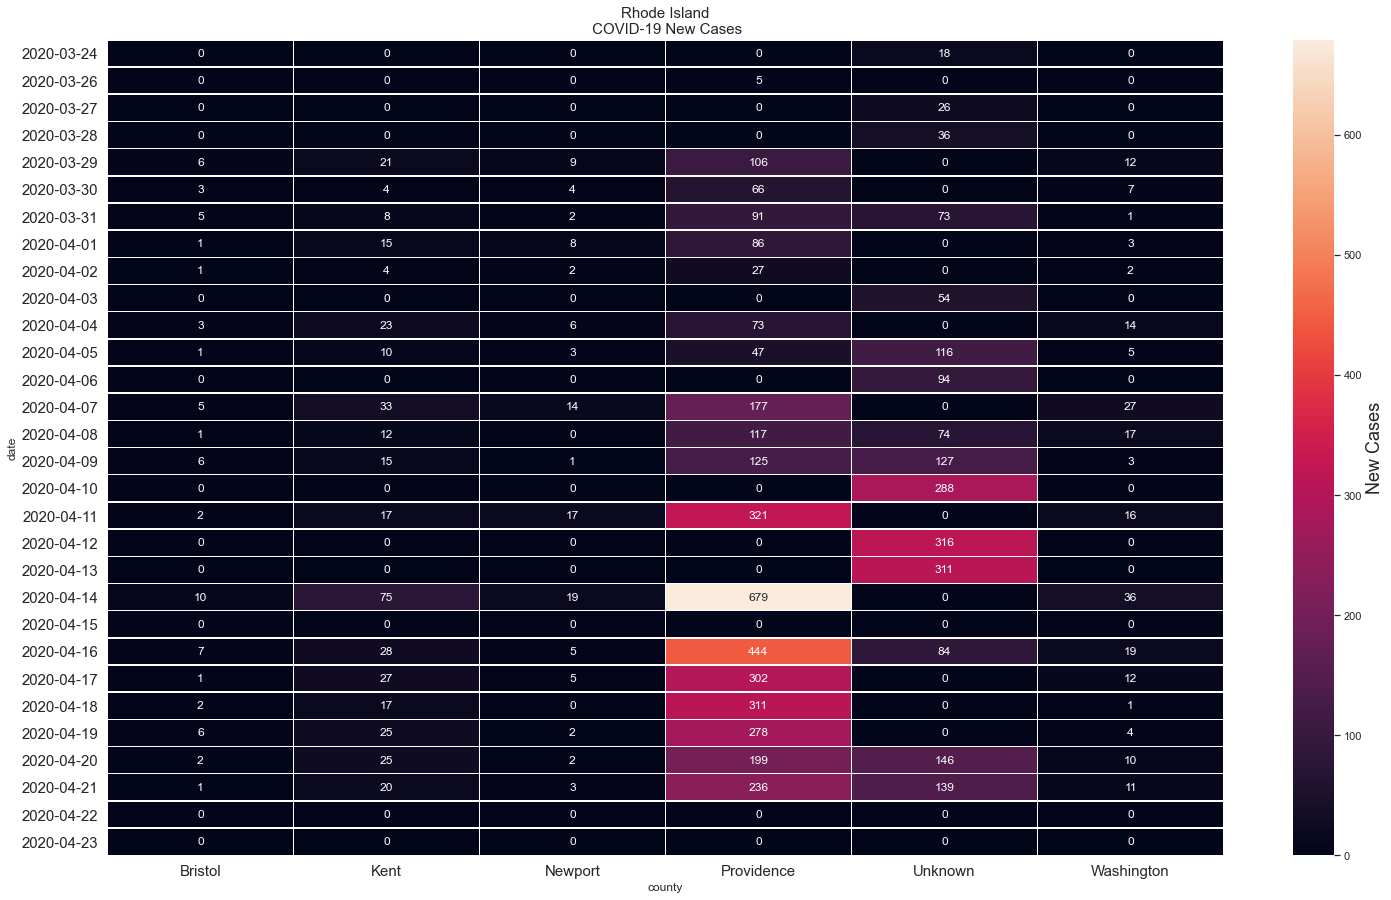 Rhode Island
COVID-19 New Cases
2020-03-24 0 0 0 0 18 0
2020-03-26 0 0 0 5 0 0
2020-03-27 0 0 0 0 26 0
2020-03-28 0 0 0 0 36 0
2020-03-29 6 21 9 106 0 12
2020-03-30 3 4 4 66 0 7
2020-03-31 5 8 2 91 73 1
2020-04-01 1 15 8 86 0 3
2020-04-02 1 4 2 27 0 2
2020-04-03 0 0 0 0 54 0
2020-04-04 3 23 6 73 0 14
2020-04-05 1 10 3 47 116 5
2020-04-06 0 0 0 0 94 0
2020-04-07 5 33 14 177 0 27
2020-04-08 1 12 0 117 74 17
2020-04-09 6 15 1 125 127 3
2020-04-10 0 0 0 0 288 0
2020-04-11 2 17 17 321 0 16
2020-04-12 0 0 0 0 316 0
2020-04-13 0 0 0 0 311 0
2020-04-14 10 75 19 679 0 36
2020-04-15 0 0 0 0 0 0
2020-04-16 7 28 5 444 84 19
2020-04-17 1 27 5 302 0 12
2020-04-18 2 17 0 311 0 1
2020-04-19 6 25 2 278 0 4
2020-04-20 2 25 2 199 146 10
2020-04-21 1 20 3 236 139 11
2020-04-22 0 0 0 0 0 0
2020-04-23 0 0 0 0 0 0
Bristol Kent Newport Providence Unknown Washington
county
date
600
500
400
300
200
100
0
New Cases